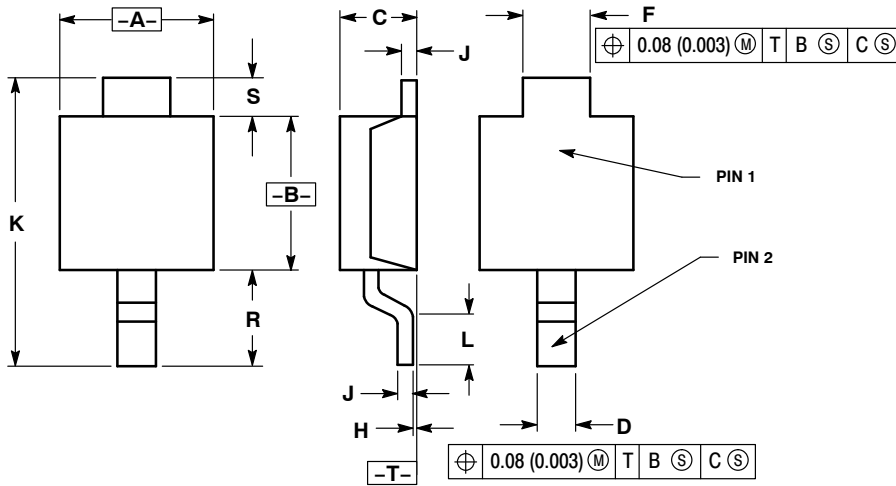 –A–
C
F
⌖ 0.08 (0.003) Ⓜ T B Ⓢ C Ⓢ
J
S
K
–B–
PIN 1
PIN 2
R
L
J
H
D
⌖ 0.08 (0.003) Ⓜ T B Ⓢ C Ⓢ
–T–